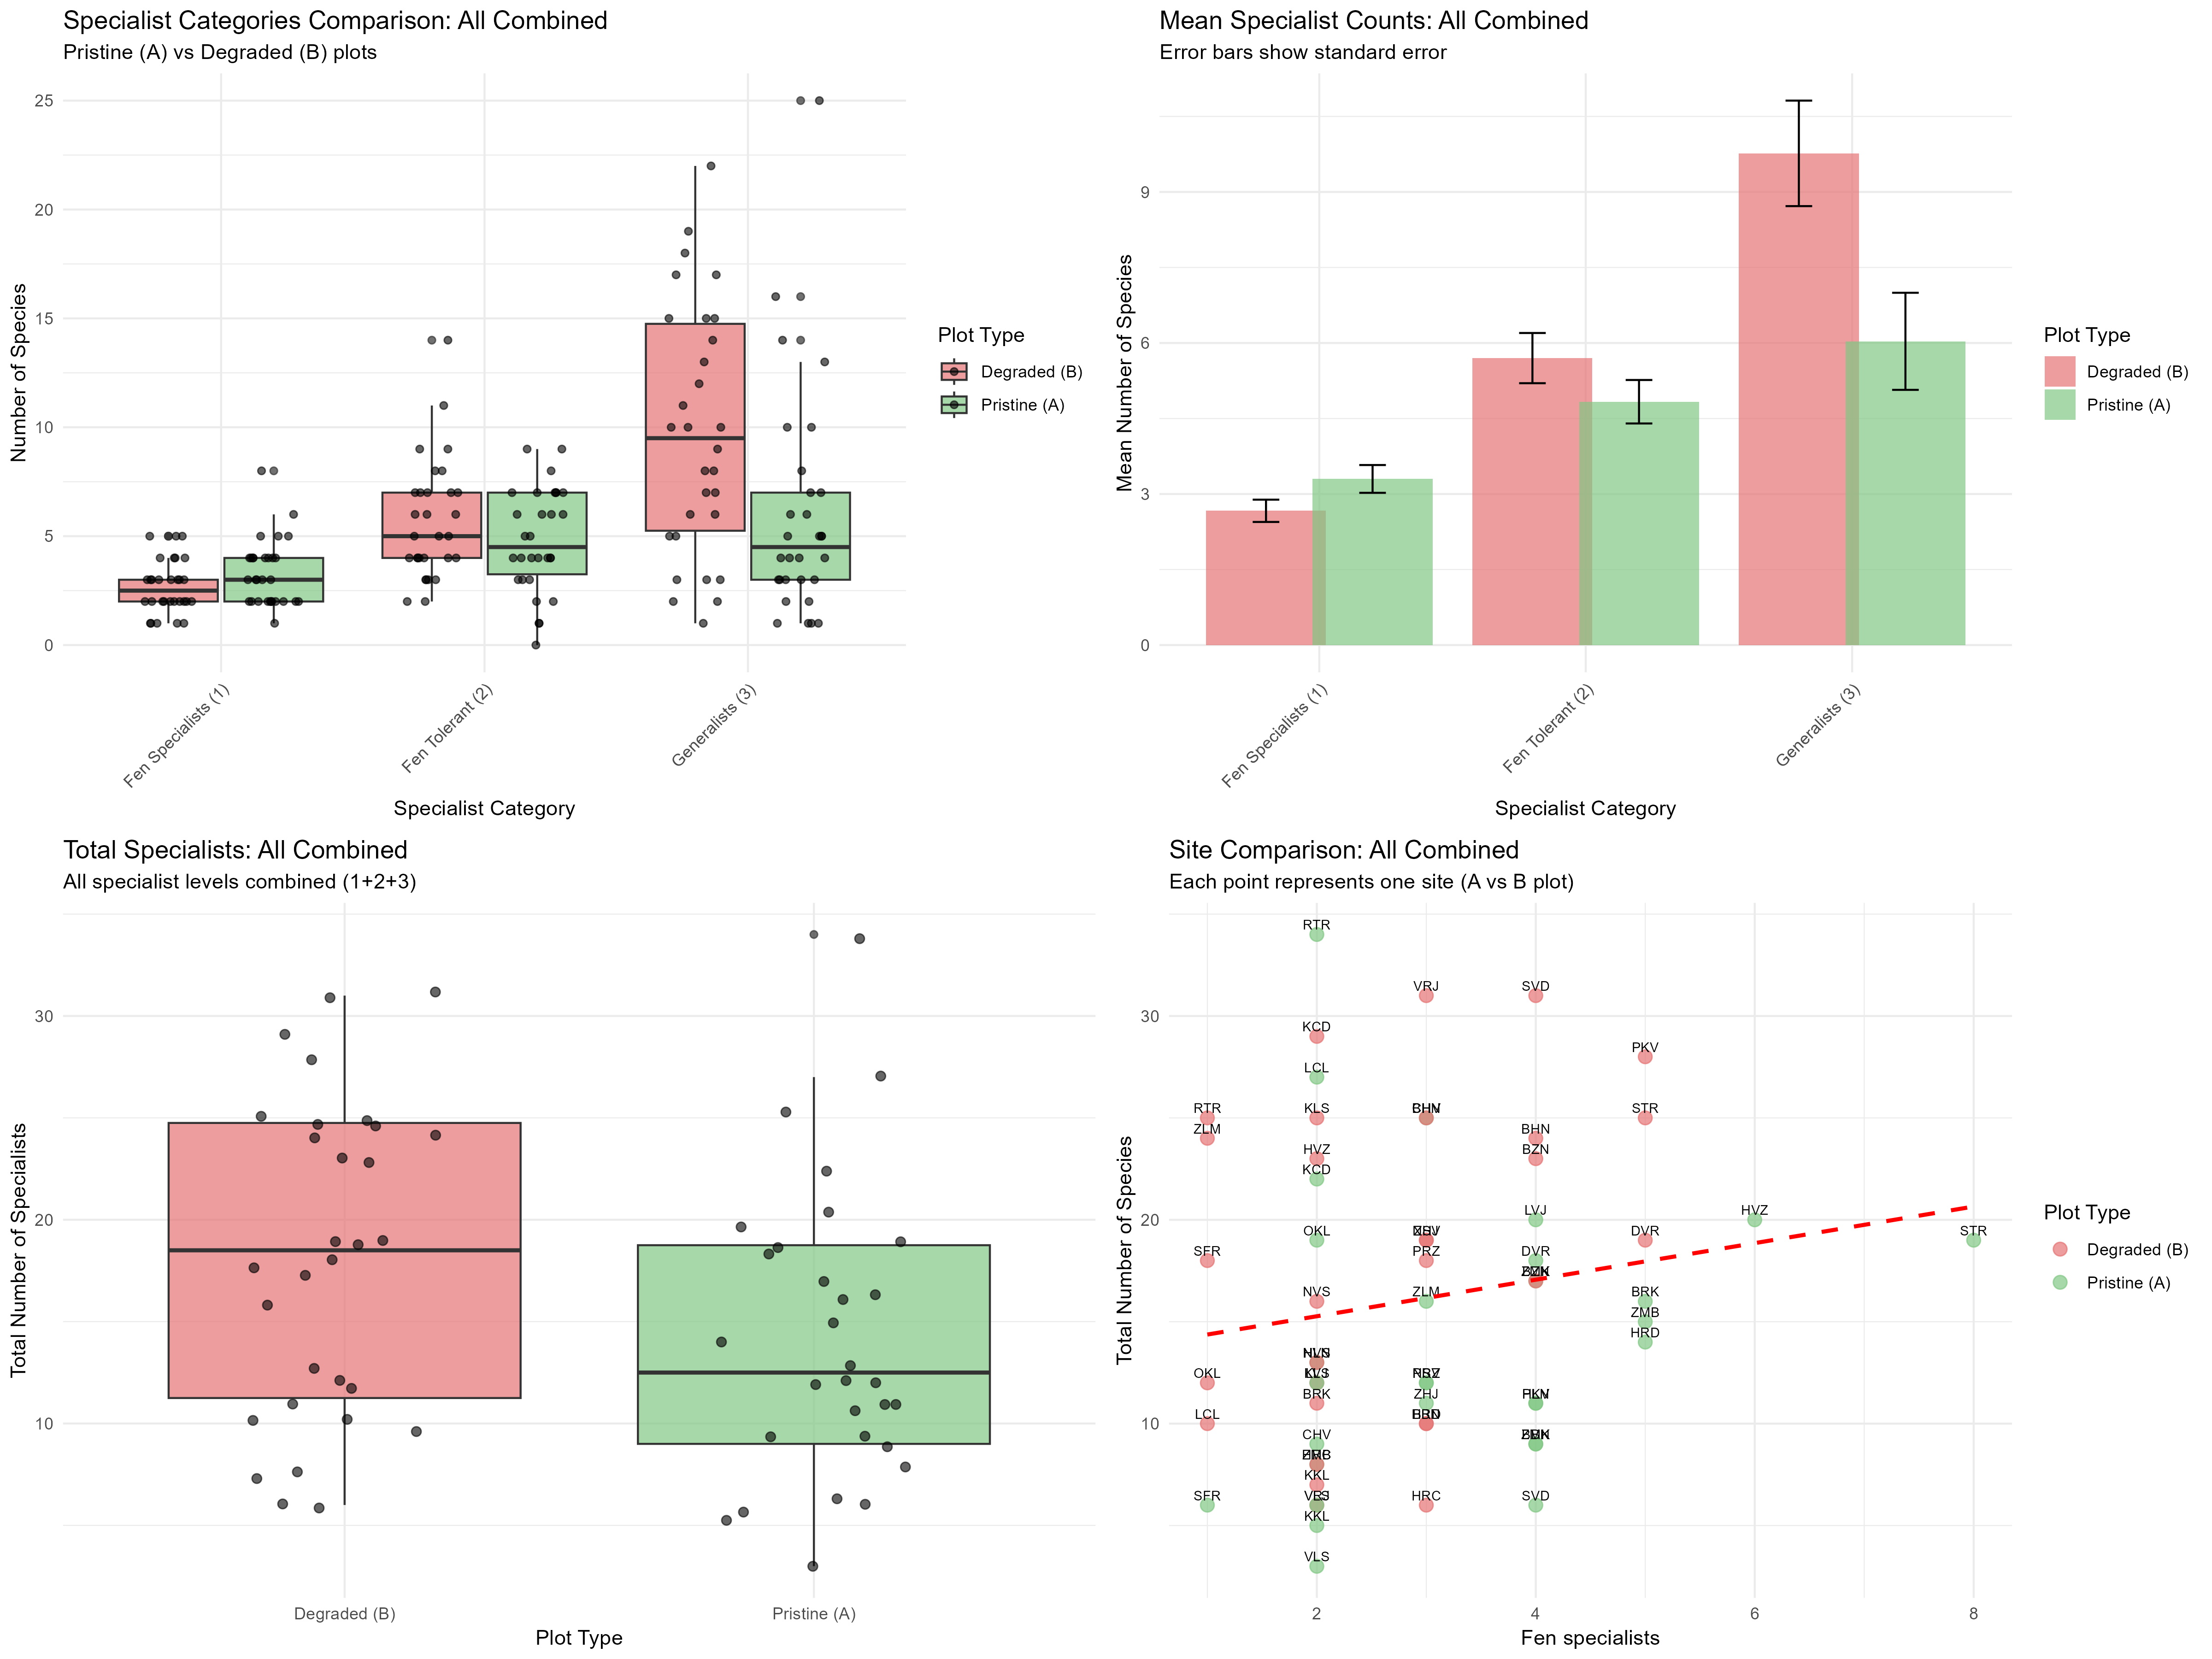 Specialist Categories Comparison: All Combined
Pristine (A) vs Degraded (B) plots
Number of Species
25
20
15
10
5
0
Fen Specialists (1)
Fen Tolerant (2)
Generalists (3)
Specialist Category
Plot Type
Degraded (B)
Pristine (A)
Mean Specialist Counts: All Combined
Error bars show standard error
Mean Number of Species
9
6
3
0
Fen Specialists (1)
Fen Tolerant (2)
Generalists (3)
Specialist Category
Plot Type
Degraded (B)
Pristine (A)
Total Specialists: All Combined
All specialist levels combined (1+2+3)
Total Number of Specialists
30
20
10
Degraded (B)
Pristine (A)
Plot Type
Site Comparison: All Combined
Each point represents one site (A vs B plot)
Total Number of Species
30
20
10
RTR
VRJ SVD
KCD
PKV
LCL
RTR KLS STR
ZLM BHN
HVZ BZN
KCD
LVJ HVZ
OKL DVR STR
SFR PRZ DVR
NVS ZLM BRK
ZMB
HRD
OKL
BRK ZHJ
LCL
CHV
KKL
SFR HRC SVD
KKL
VLS
2 4 6 8
Fen specialists
Plot Type
Degraded (B)
Pristine (A)